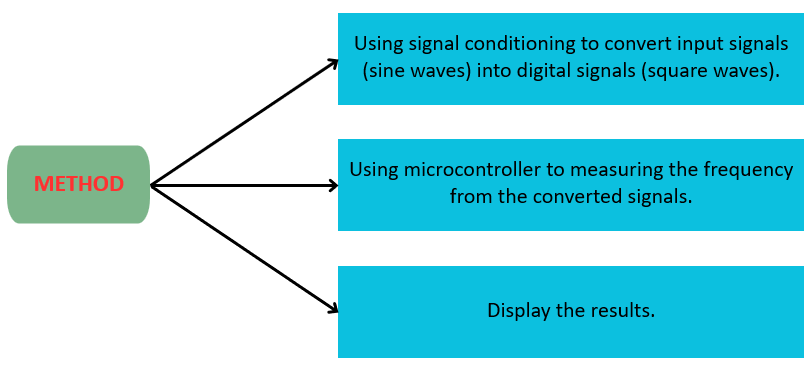 METHOD
Using signal conditioning to convert input signals
(sine waves) into digital signals (square waves).
Using microcontroller to measuring the frequency
from the converted signals.
Display the results.